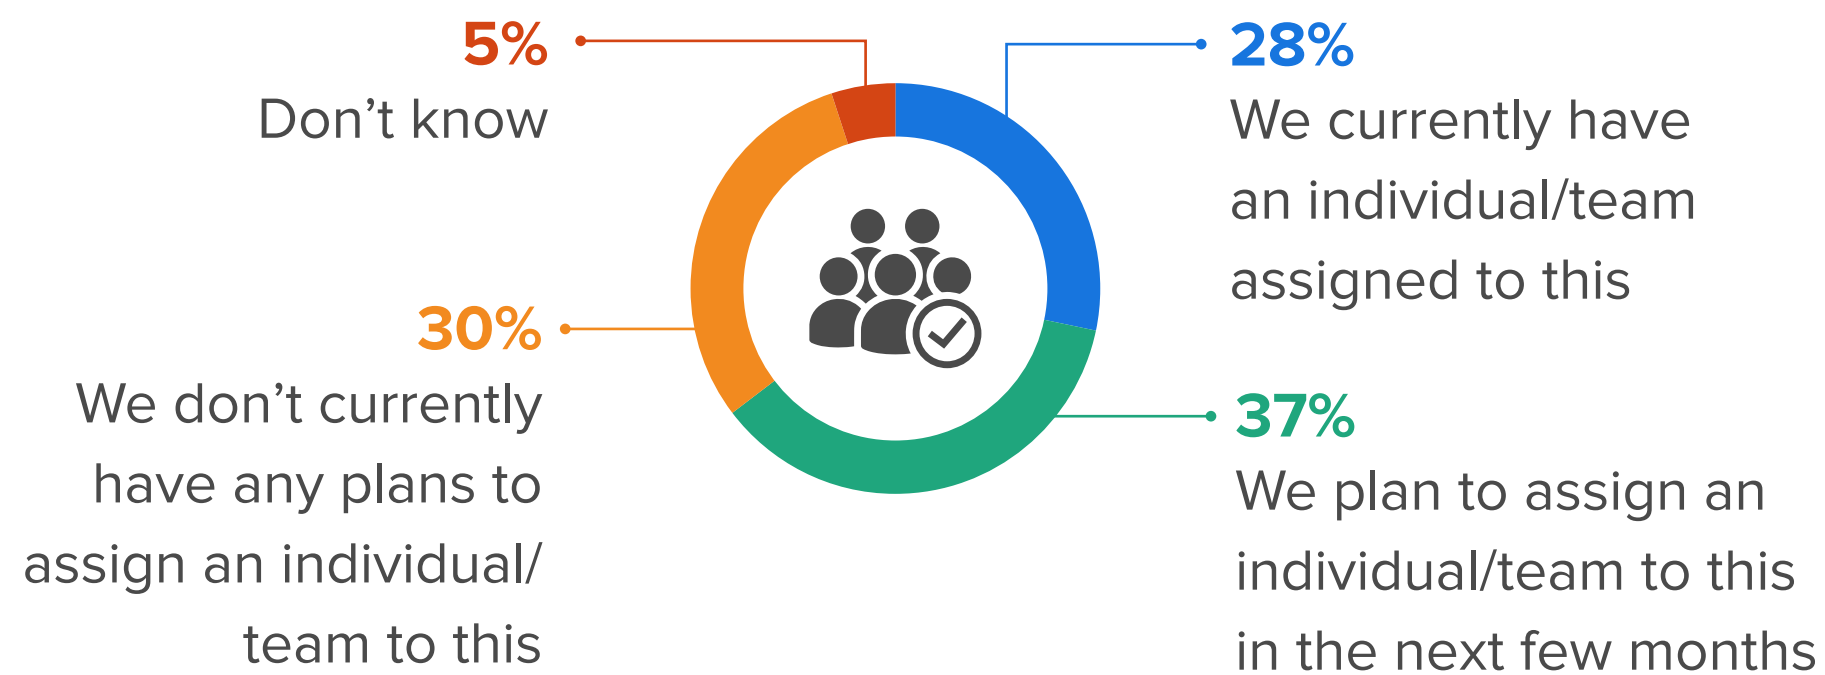 5%
Don’t know
28%
We currently have
an individual/team
assigned to this
30%
We don’t currently
have any plans to
assign an individual/
team to this
37%
We plan to assign an
individual/team to this
in the next few months